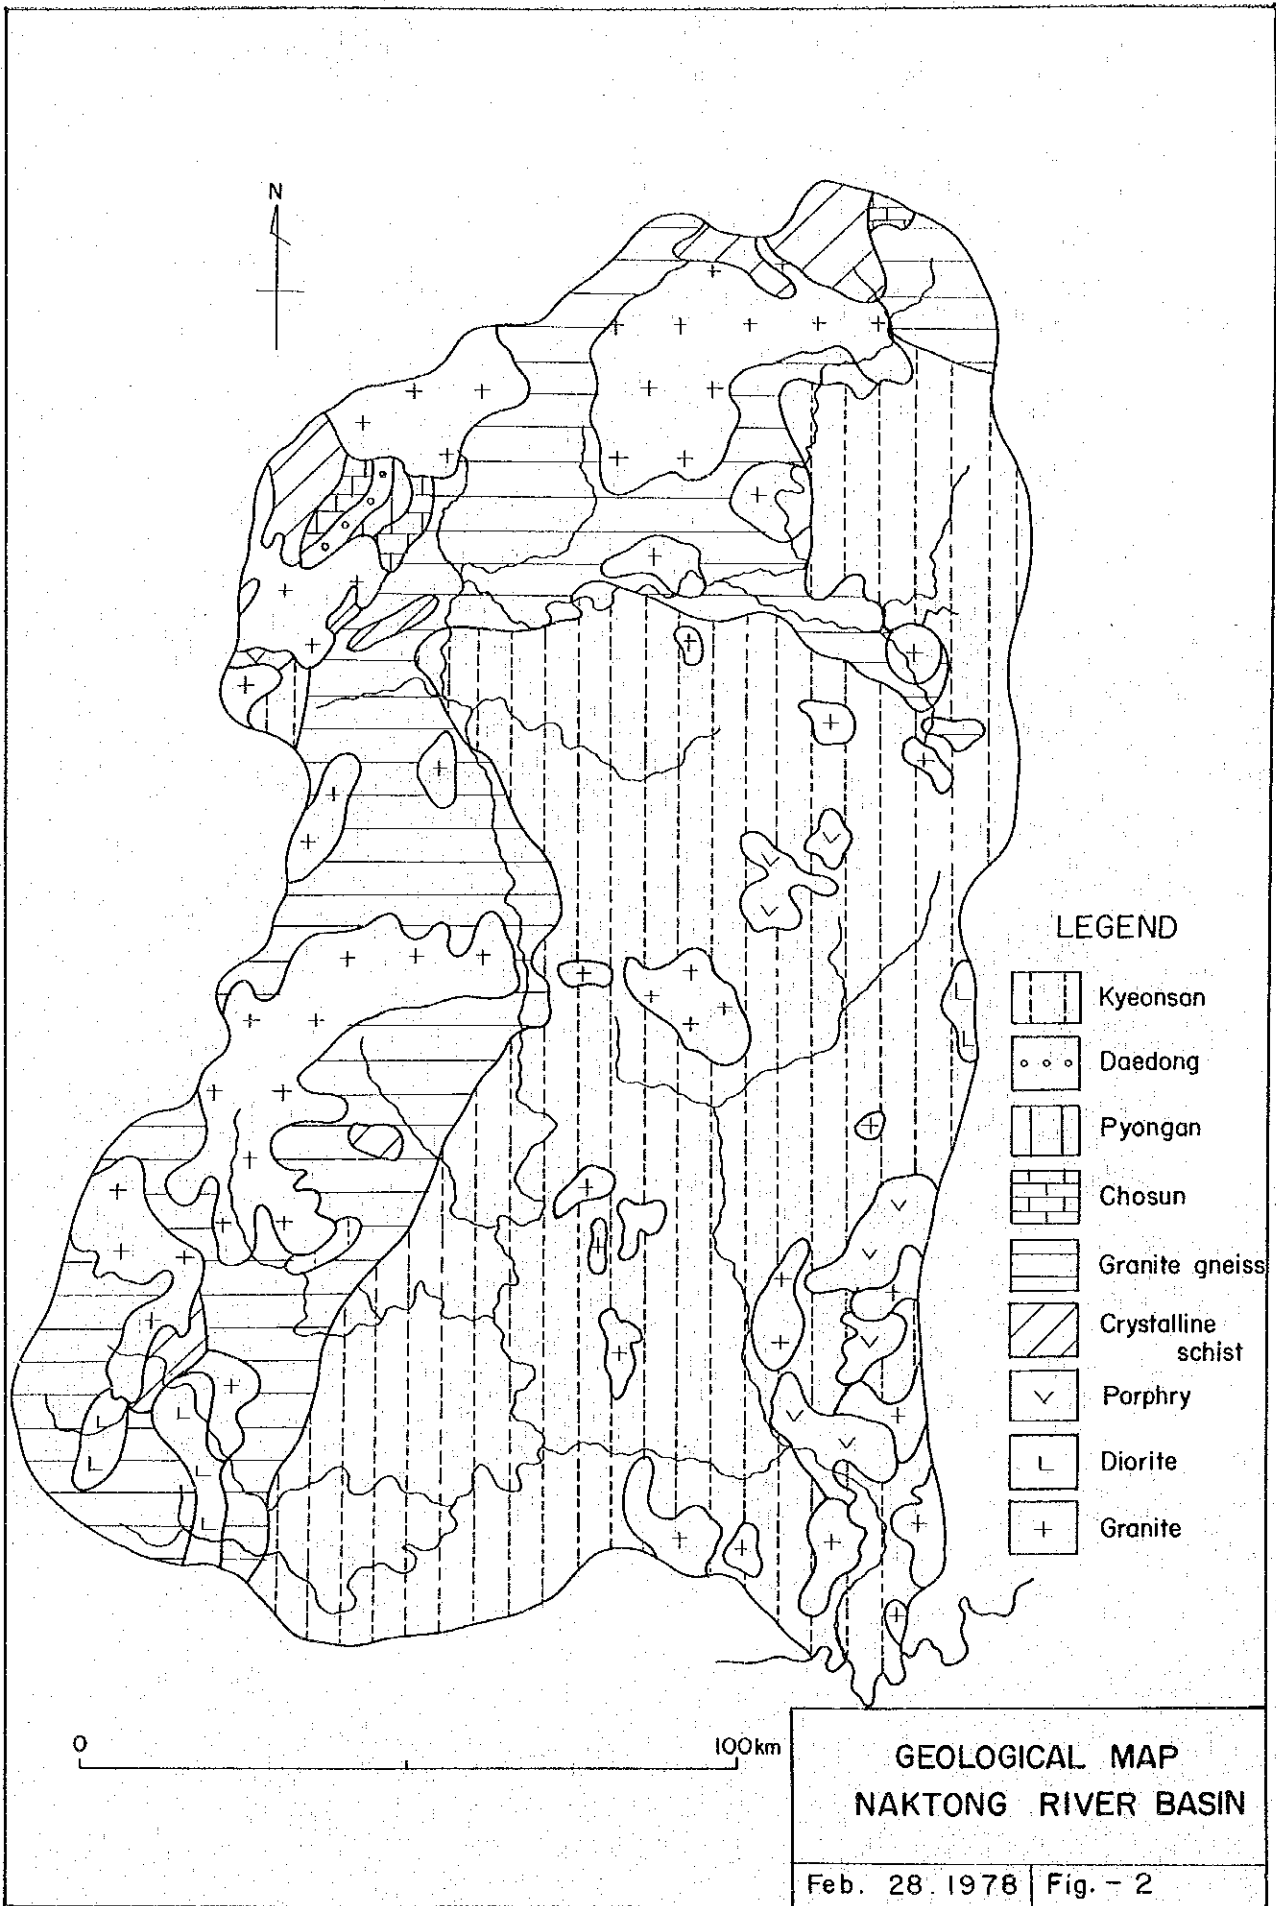 N
LEGEND
Kyeonsan
Daedong
Pyongan
Chosun
Granite gneiss
Crystalline
schist
Porphry
Diorite
Granite
0
100km
GEOLOGICAL MAP
NAKTONG RIVER BASIN
Feb. 28. 1978
Fig. - 2